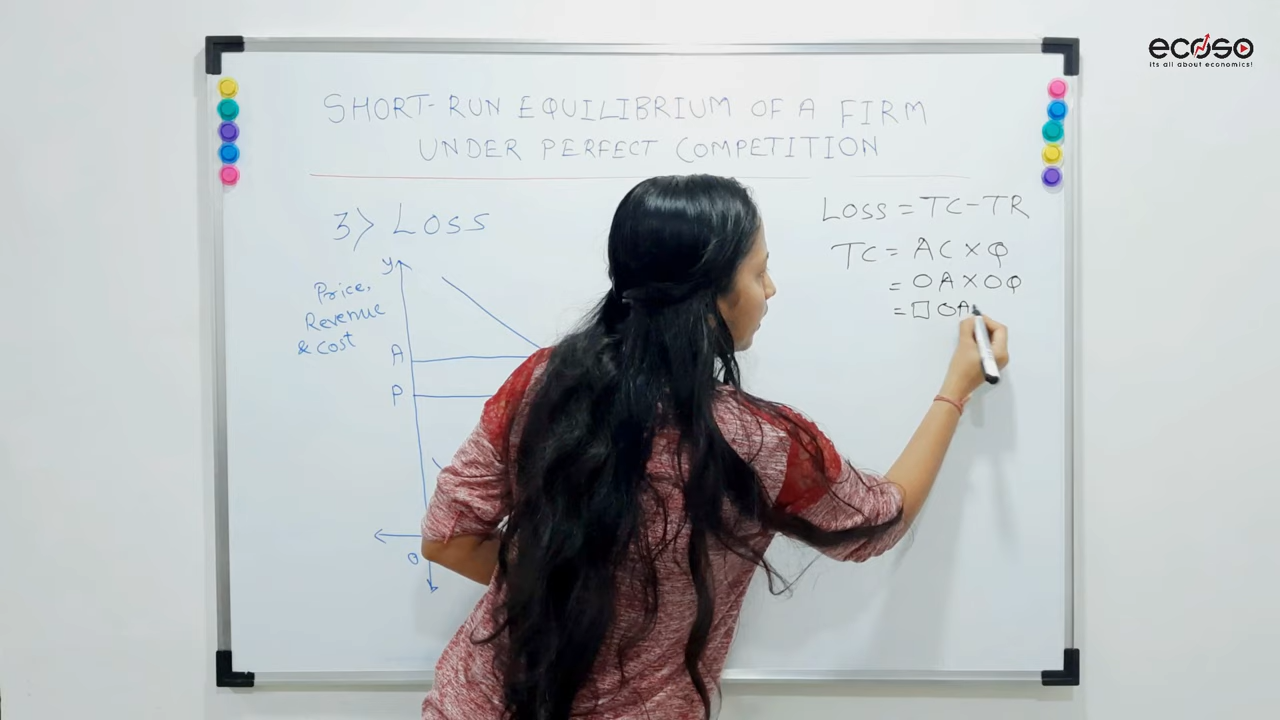 ecoso
its all about economics!
SHORT-RUN EQUILIBRIUM OF A FIRM
UNDER PERFECT COMPETITION
3) Loss
y
Price,
Revenue
& Cost
A
P
O
LOSS = TC-TR
TC = AC × Q
= OA × OQ
= □ OA